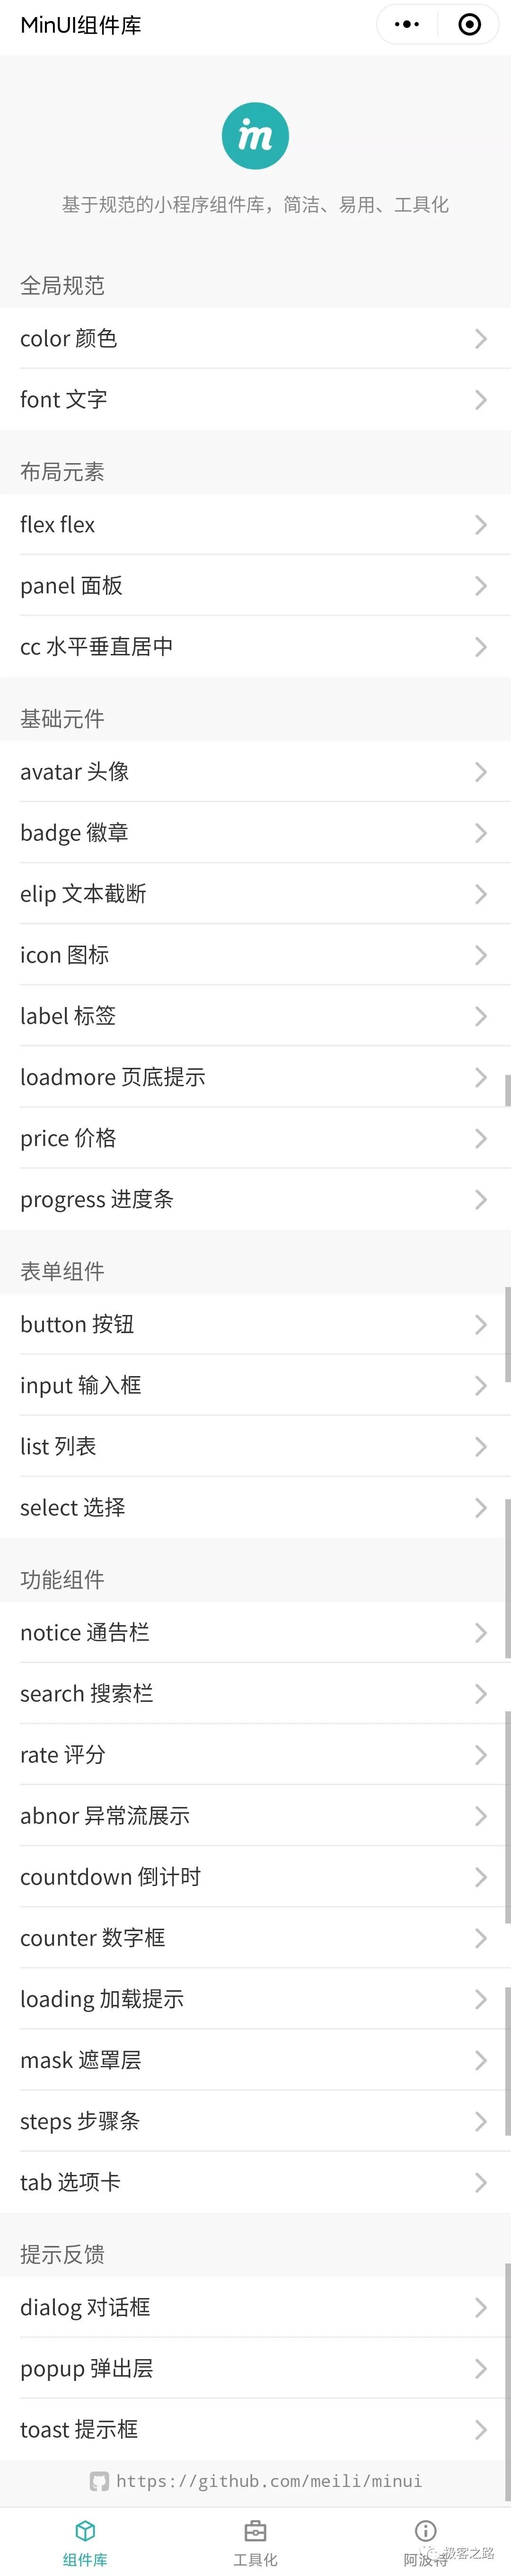 MinUI组件库
m
基于规范的小程序组件库，简洁、易用、工具化
全局规范
color 颜色
font 文字
布局元素
flex flex
panel 面板
cc 水平垂直居中
基础元件
avatar 头像
badge 徽章
elip 文本截断
icon 图标
label 标签
loadmore 页底提示
price 价格
progress 进度条
表单组件
button 按钮
input 输入框
list 列表
select 选择
功能组件
notice 通告栏
search 搜索栏
rate 评分
abnor 异常流展示
countdown 倒计时
counter 数字框
loading 加载提示
mask 遮罩层
steps 步骤条
tab 选项卡
提示反馈
dialog 对话框
popup 弹出层
toast 提示框
https://github.com/meili/minui
组件库
工具化
阿波特
极客之路